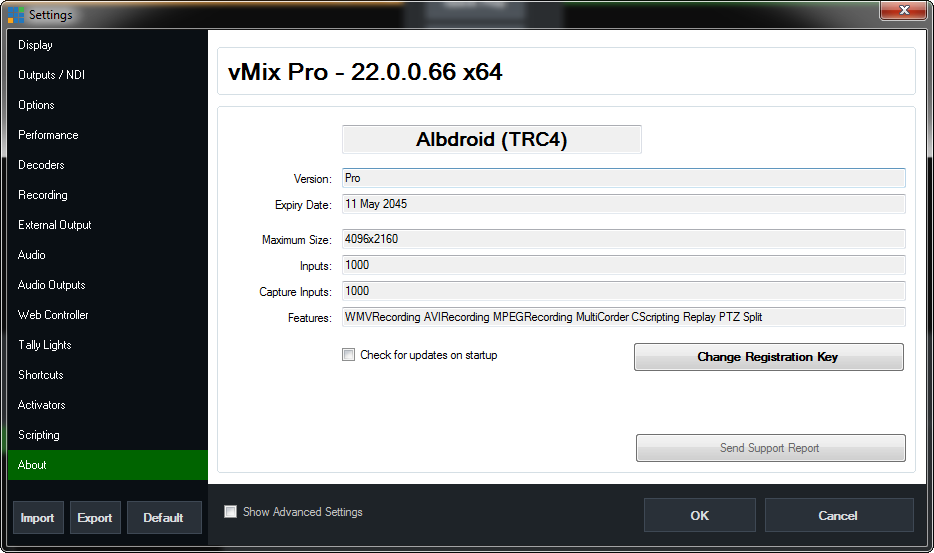 Settings
Display
Outputs / NDI
Options
Performance
Decoders
Recording
External Output
Audio
Audio Outputs
Web Controller
Tally Lights
Shortcuts
Activators
Scripting
About
Import Export Default
vMix Pro - 22.0.0.66 x64
Albdroid (TRC4)
Version: Pro
Expiry Date: 11 May 2045
Maximum Size: 4096x2160
Inputs: 1000
Capture Inputs: 1000
Features: WMVRecording AVIRecording MPEGRecording MultiCorder CScripting Replay PTZ Split
Check for updates on startup
Change Registration Key
Send Support Report
Show Advanced Settings
OK
Cancel